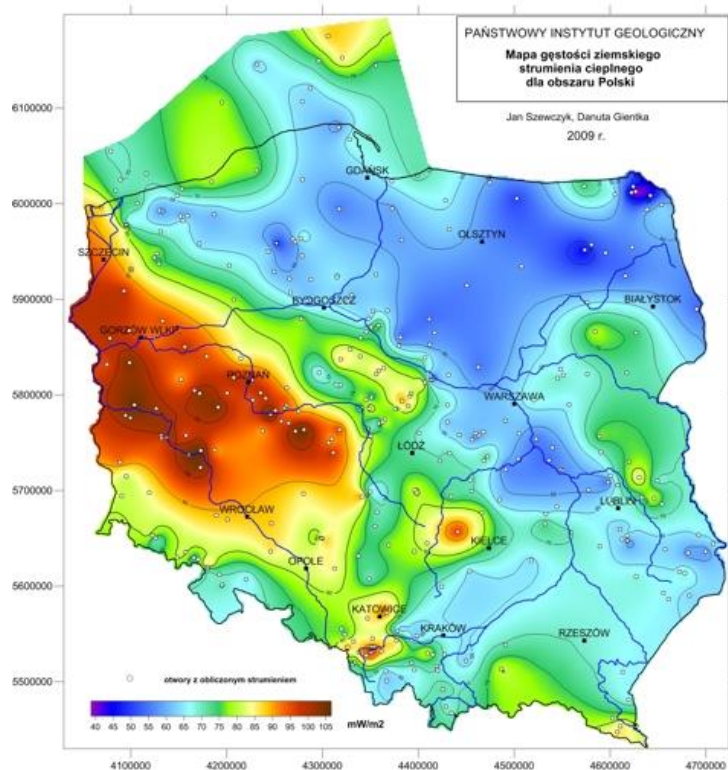 PAŃSTWOWY INSTYTUT GEOLOGICZNY
Mapa gęstości ziemskiego
strumienia cieplnego
dla obszaru Polski
Jan Szewczyk, Danuta Gientka
2009 r.
6100000
6000000
5900000
5800000
5700000
5600000
5500000
GDAŃSK
OLSZTYN
SZCZECIN
BYDGOSZCZ
BIAŁYSTOK
GORZÓW WLKP
POZNAŃ
WARSZAWA
ŁÓDŹ
LUBLIN
WROCŁAW
KIELCE
OPOLE
KATOWICE
KRAKÓW
RZESZÓW
otwory z obliczonym strumieniem
40 45 50 55 60 65 70 75 80 85 90 95 100 105
mW/m2
4100000 4200000 4300000 4400000 4500000 4600000 4700000